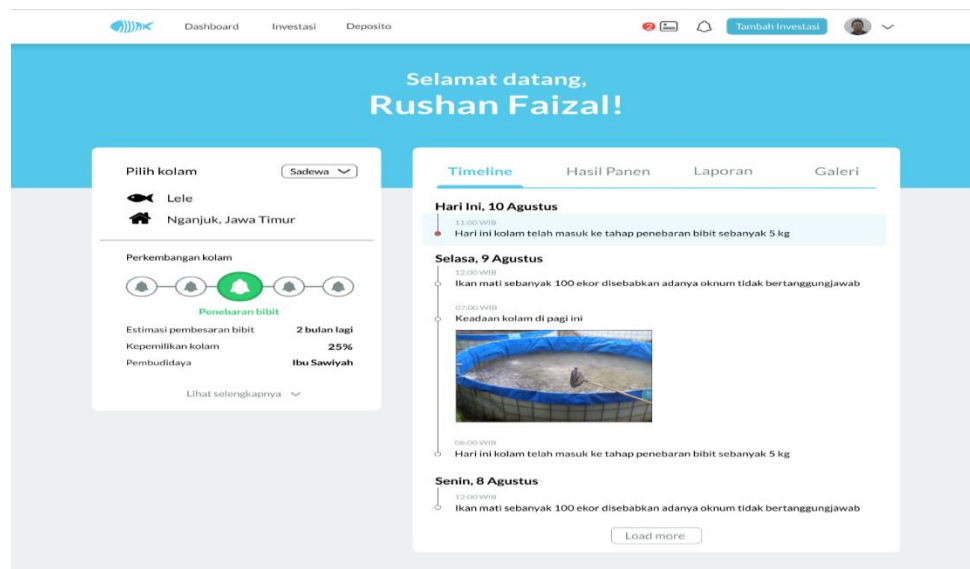 Dashboard
Investasi
Deposito
2
Tambah Investasi
Selamat datang,
Rushan Faizal!
Pilih kolam
Sadewa
Lele
Nganjuk, Jawa Timur
Perkembangan kolam
Penebaran bibit
Estimasi pembesaran bibit 2 bulan lagi
Kepemilikan kolam 25%
Pembudidaya Ibu Sawiyah
Lihat selengkapnya
Timeline Hasil Panen Laporan Galeri
Hari Ini, 10 Agustus
11:00 WIB
Hari ini kolam telah masuk ke tahap penebaran bibit sebanyak 5 kg
Selasa, 9 Agustus
12:00 WIB
Ikan mati sebanyak 100 ekor disebabkan adanya oknum tidak bertanggungjawab
07:00 WIB
Keadaan kolam di pagi ini
06:00 WIB
Hari ini kolam telah masuk ke tahap penebaran bibit sebanyak 5 kg
Senin, 8 Agustus
12:00 WIB
Ikan mati sebanyak 100 ekor disebabkan adanya oknum tidak bertanggungjawab
Load more